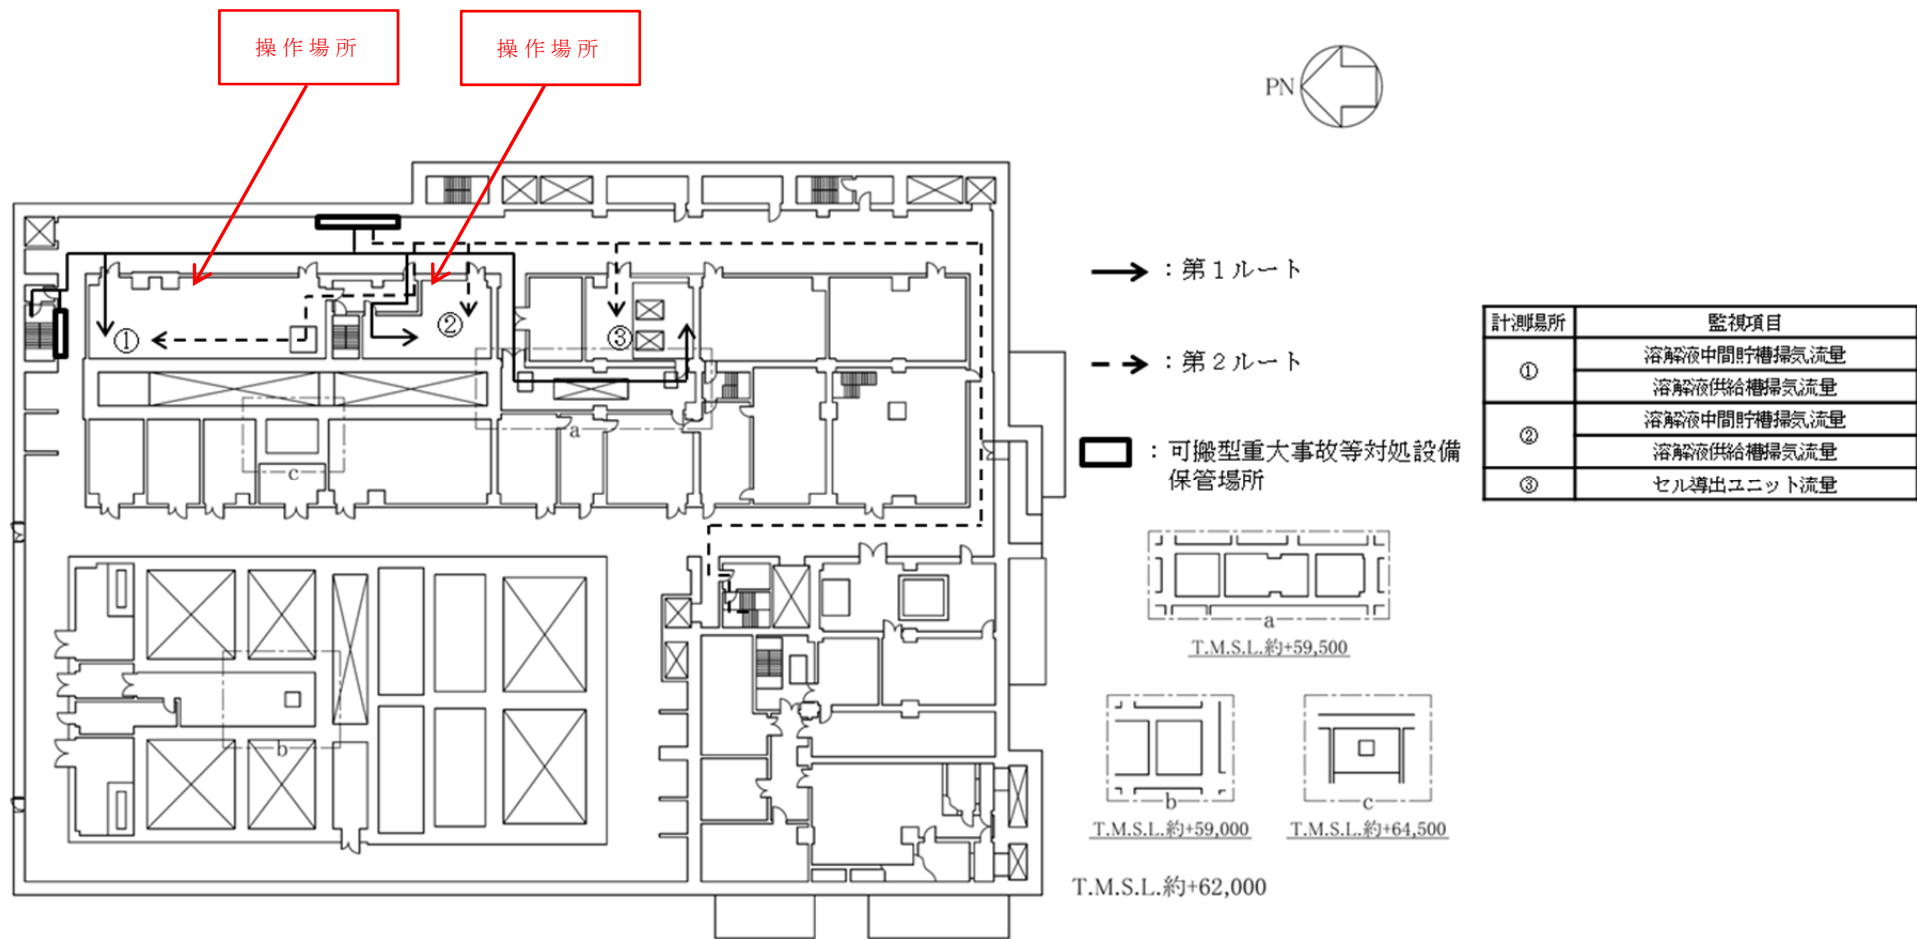 操作場所
操作場所
PN
：第１ルート
：第２ルート
：可搬型重大事故等対処設備
保管場所
計測場所 監視項目
① 溶解液中間貯槽掃気流量
溶解液供給槽掃気流量
② 溶解液中間貯槽掃気流量
溶解液供給槽掃気流量
③ セル導出ユニット流量
①
②
③
a
c
b
a
T.M.S.L.約+59,500
b
T.M.S.L.約+59,000
c
T.M.S.L.約+64,500
T.M.S.L.約+62,000